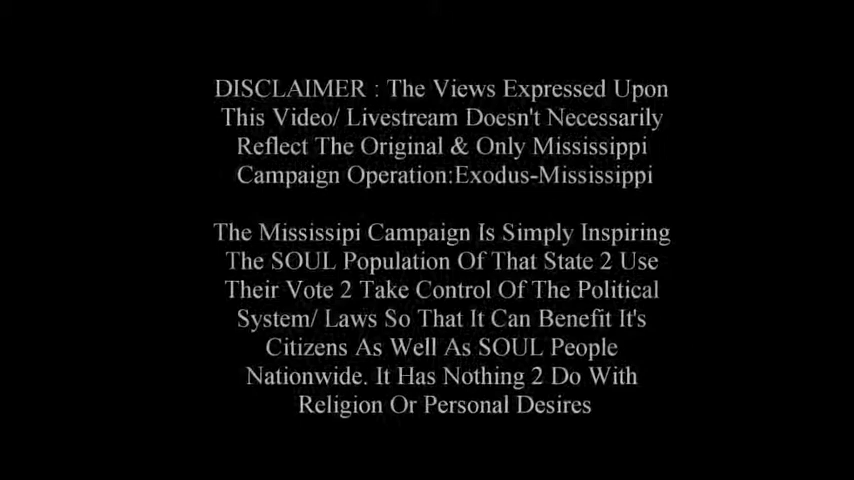 DISCLAIMER : The Views Expressed Upon
This Video/ Livestream Doesn't Necessarily
Reflect The Original & Only Mississippi
Campaign Operation:Exodus-Mississippi
The Mississipi Campaign Is Simply Inspiring
The SOUL Population Of That State 2 Use
Their Vote 2 Take Control Of The Political
System/ Laws So That It Can Benefit It's
Citizens As Well As SOUL People
Nationwide. It Has Nothing 2 Do With
Religion Or Personal Desires